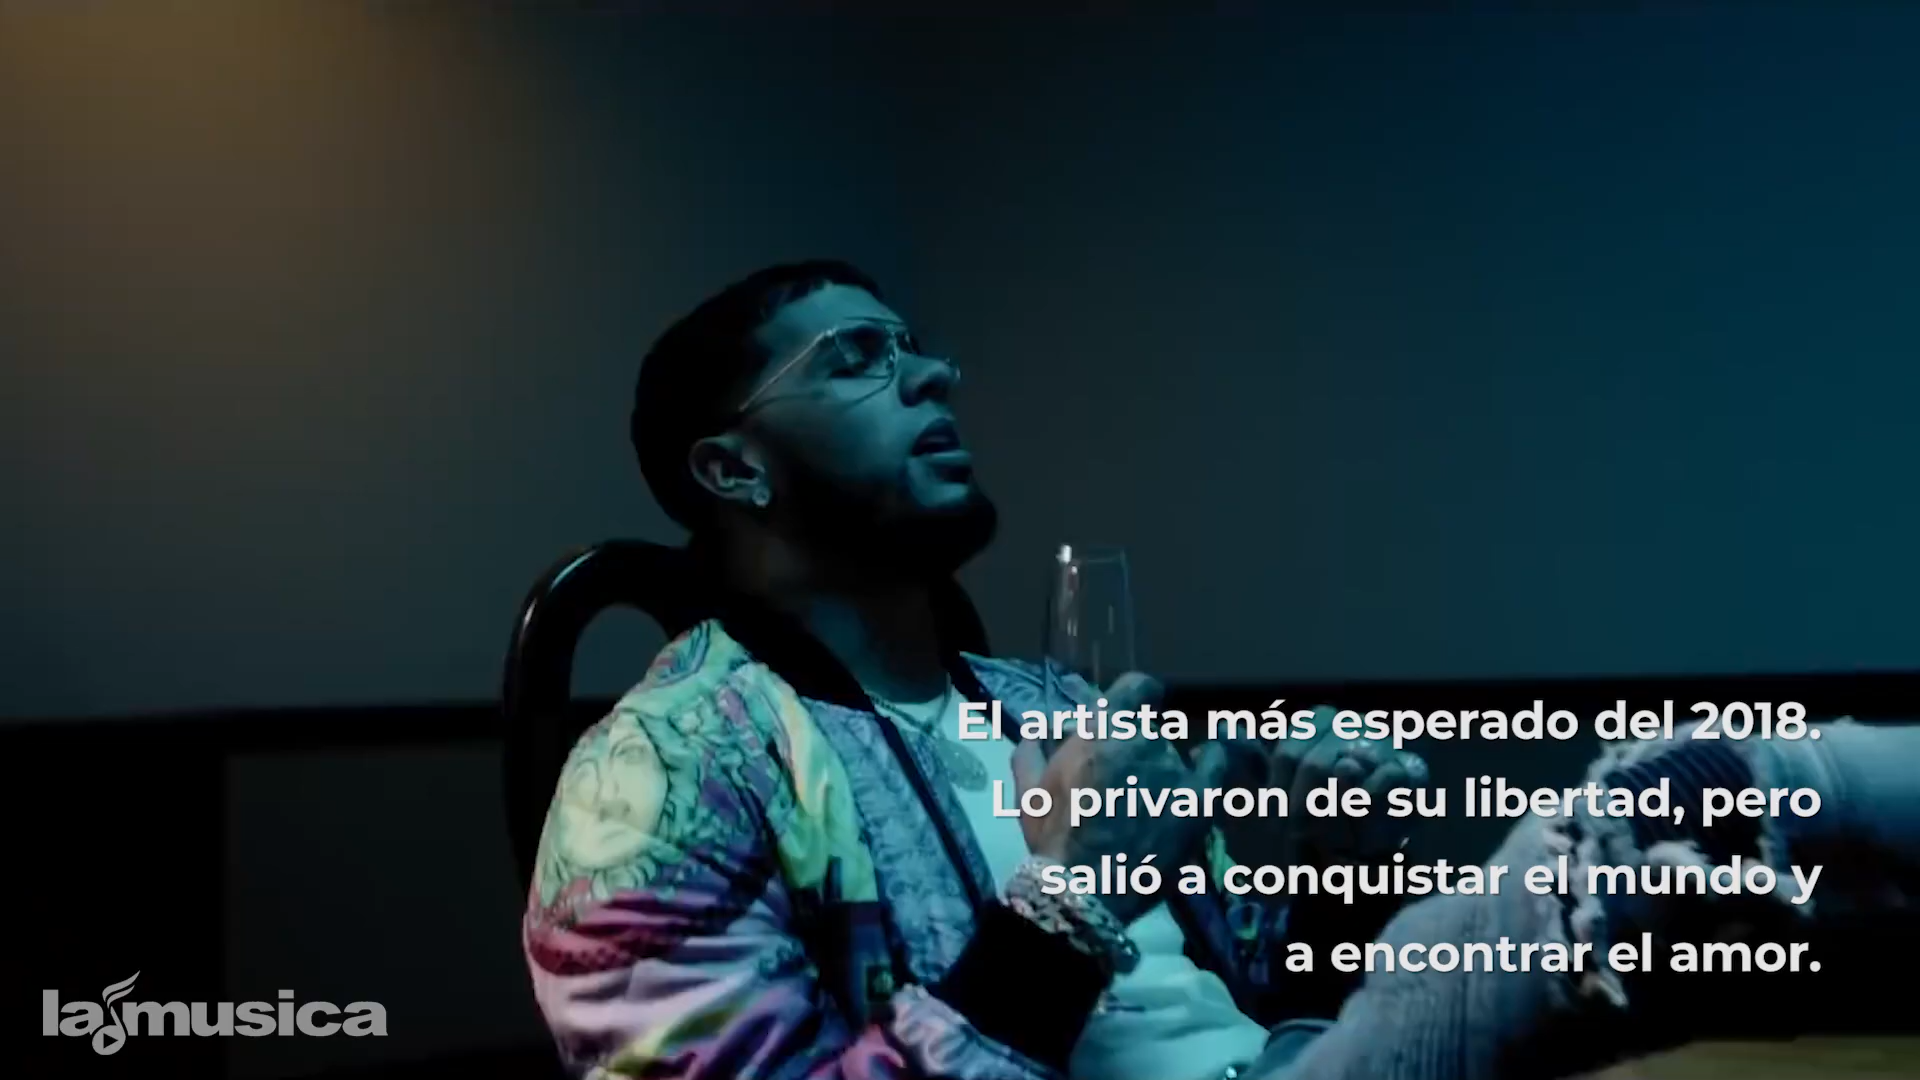 El artista más esperado del 2018.
Lo privaron de su libertad, pero
salió a conquistar el mundo y
a encontrar el amor.
lamusica